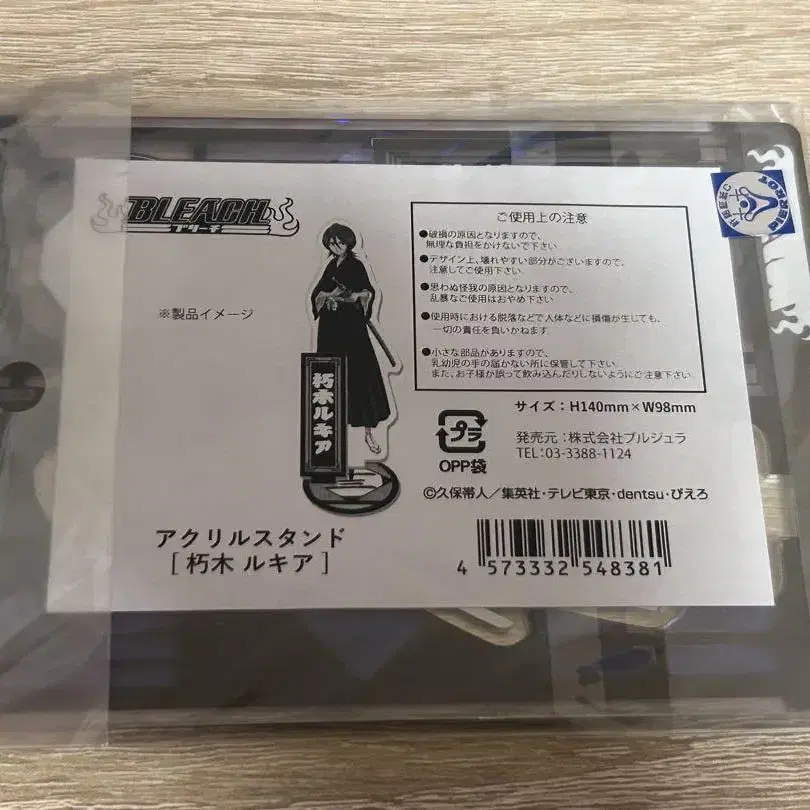 BLEACH
ブリーチ
※製品イメージ
朽木ルキア
アクリルスタンド
[ 朽木 ルキア ]
ご使用上の注意
●破損の原因となりますので、
無理な負担をかけないで下さい
●デザイン上、壊れやすい部分がございますので、
注意してご使用下さい
●思わぬ怪我の原因となりますので、
乱暴なご使用はおやめ下さい
●使用時における脱落などで人体などに損傷が生じても、
一切の責任を負いかねます。
●小さな部品がありますので、
乳幼児の手の届かない所に保管して下さい。
また、お子様が誤って飲み込んだりしないようにご注意下さい。
サイズ：H140mm×W98mm
プラ
OPP袋
発売元：株式会社ブルジュラ
TEL：03-3388-1124
©久保帯人／集英社・テレビ東京・dentsu・ぴえろ
4 573332 548381
PIERROT